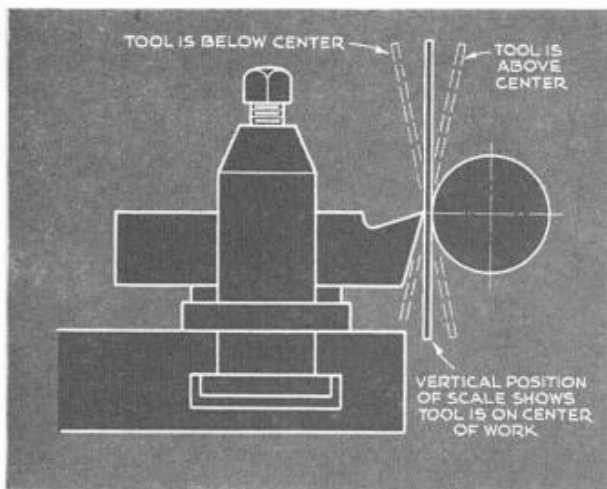 TOOL IS BELOW CENTER
TOOL IS
ABOVE
CENTER
VERTICAL POSITION
OF SCALE SHOWS
TOOL IS ON CENTER
OF WORK